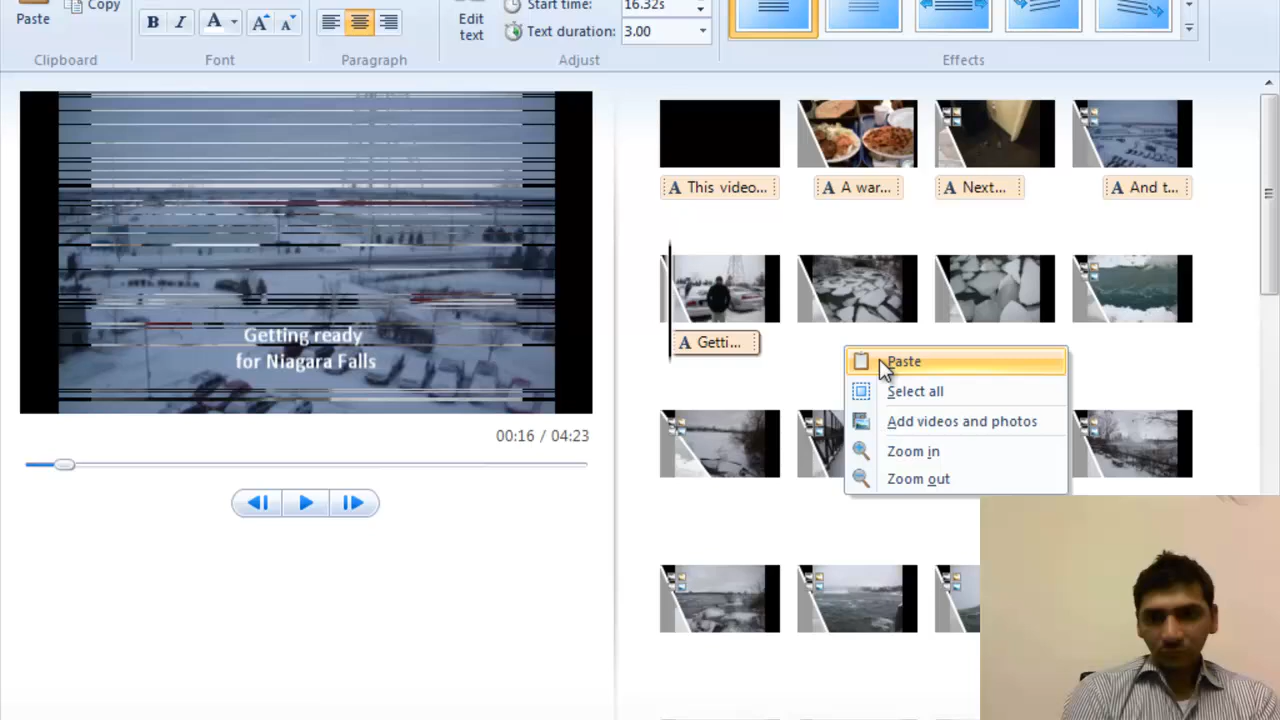 Paste
Copy
B I A A A
Edit
text
Start time:
16.32s
Text duration:
3.00
Clipboard
Font
Paragraph
Adjust
Effects
A This video...
A A war...
A Next...
A And t...
A Getti...
Getting ready
for Niagara Falls
00:16 / 04:23
Paste
Select all
Add videos and photos
Zoom in
Zoom out